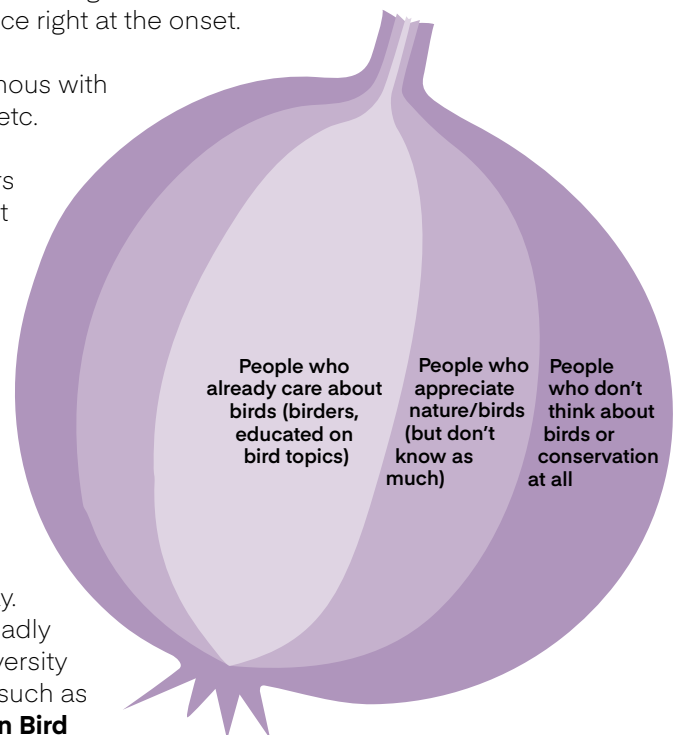 ce right at the onset.
nous with
etc.
rs
t
People who
already care about
birds (birders,
educated on
bird topics)
People who
appreciate
nature/birds
(but don't
know as
much)
People
who don't
think about
birds or
conservation
at all
y.
adly
versity
such as
n Bird